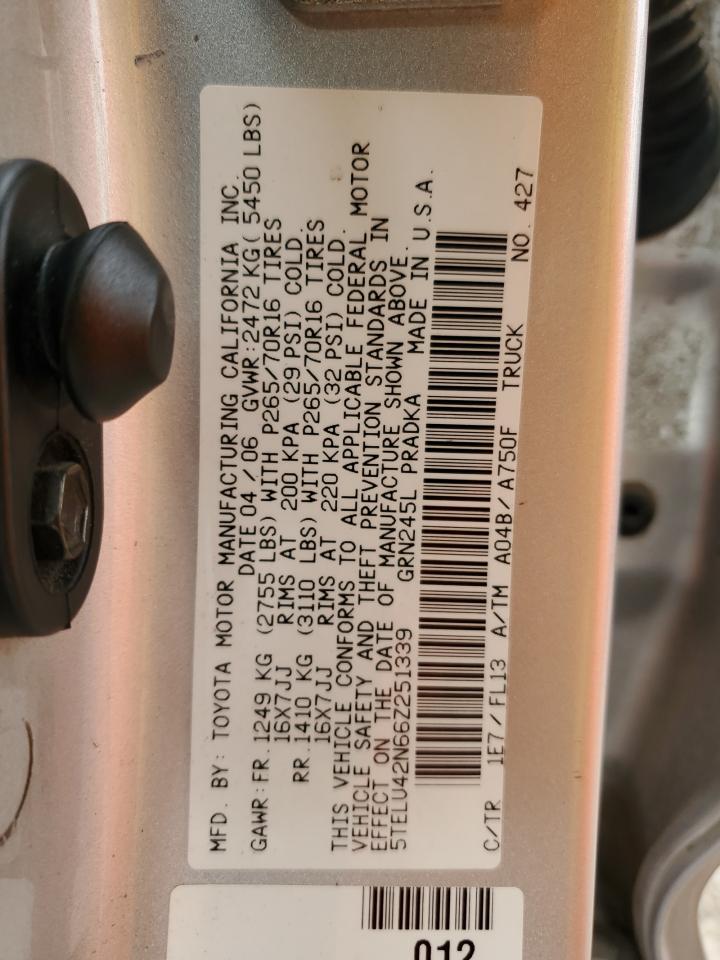 MFD. BY: TOYOTA MOTOR MANUFACTURING CALIFORNIA INC.
DATE 04/06 GVWR:2472 KG( 5450 LBS)
GAWR:FR.1249 KG (2755 LBS) WITH P265/70R16 TIRES
16X7JJ RIMS AT 200 KPA (29 PSI) COLD.
RR.1410 KG (3110 LBS) WITH P265/70R16 TIRES
16X7JJ RIMS AT 220 KPA (32 PSI) COLD.
THIS VEHICLE CONFORMS TO ALL APPLICABLE FEDERAL MOTOR
VEHICLE SAFETY AND THEFT PREVENTION STANDARDS IN
EFFECT ON THE DATE OF MANUFACTURE SHOWN ABOVE.
5TELU42N66Z251339 GRN245L PRADKA MADE IN U.S.A.
C/TR 1E7/FL13 A/TM A04B/A750F TRUCK NO. 427
012